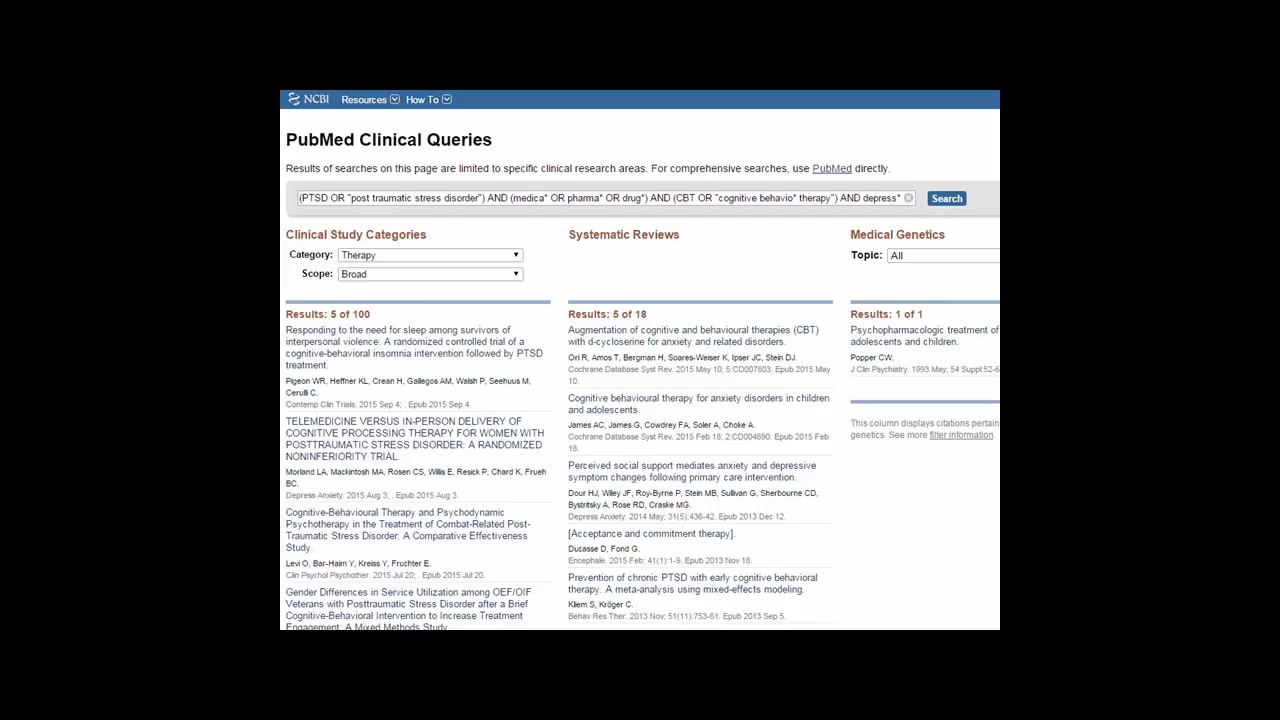 NCBI Resources How To
PubMed Clinical Queries
Results of searches on this page are limited to specific clinical research areas. For comprehensive searches, use PubMed directly.
(PTSD OR "post traumatic stress disorder") AND (medica* OR pharma* OR drug*) AND (CBT OR "cognitive behavio* therapy") AND depress*
Search
Clinical Study Categories
Category: Therapy
Scope: Broad
Results: 5 of 100
Responding to the need for sleep among survivors of
interpersonal violence: A randomized controlled trial of a
cognitive-behavioral insomnia intervention followed by PTSD
treatment.
Pigeon WR, Heffner KL, Crean H, Gallegos AM, Walsh P, Seehuus M,
Cerulli C.
Contemp Clin Trials. 2015 Sep 4; . Epub 2015 Sep 4.
TELEMEDICINE VERSUS IN-PERSON DELIVERY OF
COGNITIVE PROCESSING THERAPY FOR WOMEN WITH
POSTTRAUMATIC STRESS DISORDER: A RANDOMIZED
NONINFERIORITY TRIAL.
Morland LA, Mackintosh MA, Rosen CS, Willis E, Resick P, Chard K, Frueh
BC.
Depress Anxiety. 2015 Aug 3; . Epub 2015 Aug 3.
Cognitive-Behavioural Therapy and Psychodynamic
Psychotherapy in the Treatment of Combat-Related Post-
Traumatic Stress Disorder: A Comparative Effectiveness
Study.
Levi O, Bar-Haim Y, Kreiss Y, Fruchter E.
Clin Psychol Psychother. 2015 Jul 20; . Epub 2015 Jul 20.
Gender Differences in Service Utilization among OEF/OIF
Veterans with Posttraumatic Stress Disorder after a Brief
Cognitive-Behavioral Intervention to Increase Treatment
Engagement: A Mixed Methods Study
Systematic Reviews
Results: 5 of 18
Augmentation of cognitive and behavioural therapies (CBT)
with d-cycloserine for anxiety and related disorders.
Ori R, Amos T, Bergman H, Soares-Weiser K, Ipser JC, Stein DJ.
Cochrane Database Syst Rev. 2015 May 10; 5:CD007803. Epub 2015 May
10.
Cognitive behavioural therapy for anxiety disorders in children
and adolescents.
James AC, James G, Cowdrey FA, Soler A, Choke A.
Cochrane Database Syst Rev. 2015 Feb 18; 2:CD004690. Epub 2015 Feb
18.
Perceived social support mediates anxiety and depressive
symptom changes following primary care intervention.
Dour HJ, Wiley JF, Roy-Byrne P, Stein MB, Sullivan G, Sherbourne CD,
Bystritsky A, Rose RD, Craske MG.
Depress Anxiety. 2014 May; 31(5):436-42. Epub 2013 Dec 12.
[Acceptance and commitment therapy].
Ducasse D, Fond G.
Encephale. 2015 Feb; 41(1):1-9. Epub 2013 Nov 18.
Prevention of chronic PTSD with early cognitive behavioral
therapy. A meta-analysis using mixed-effects modeling.
Kliem S, Kröger C.
Behav Res Ther. 2013 Nov; 51(11):753-61. Epub 2013 Sep 5.
Medical Genetics
Topic: All
Results: 1 of 1
Psychopharmacologic treatment of
adolescents and children.
Popper CW.
J Clin Psychiatry. 1993 May; 54 Suppl:52-6
This column displays citations pertain
genetics. See more filter information.